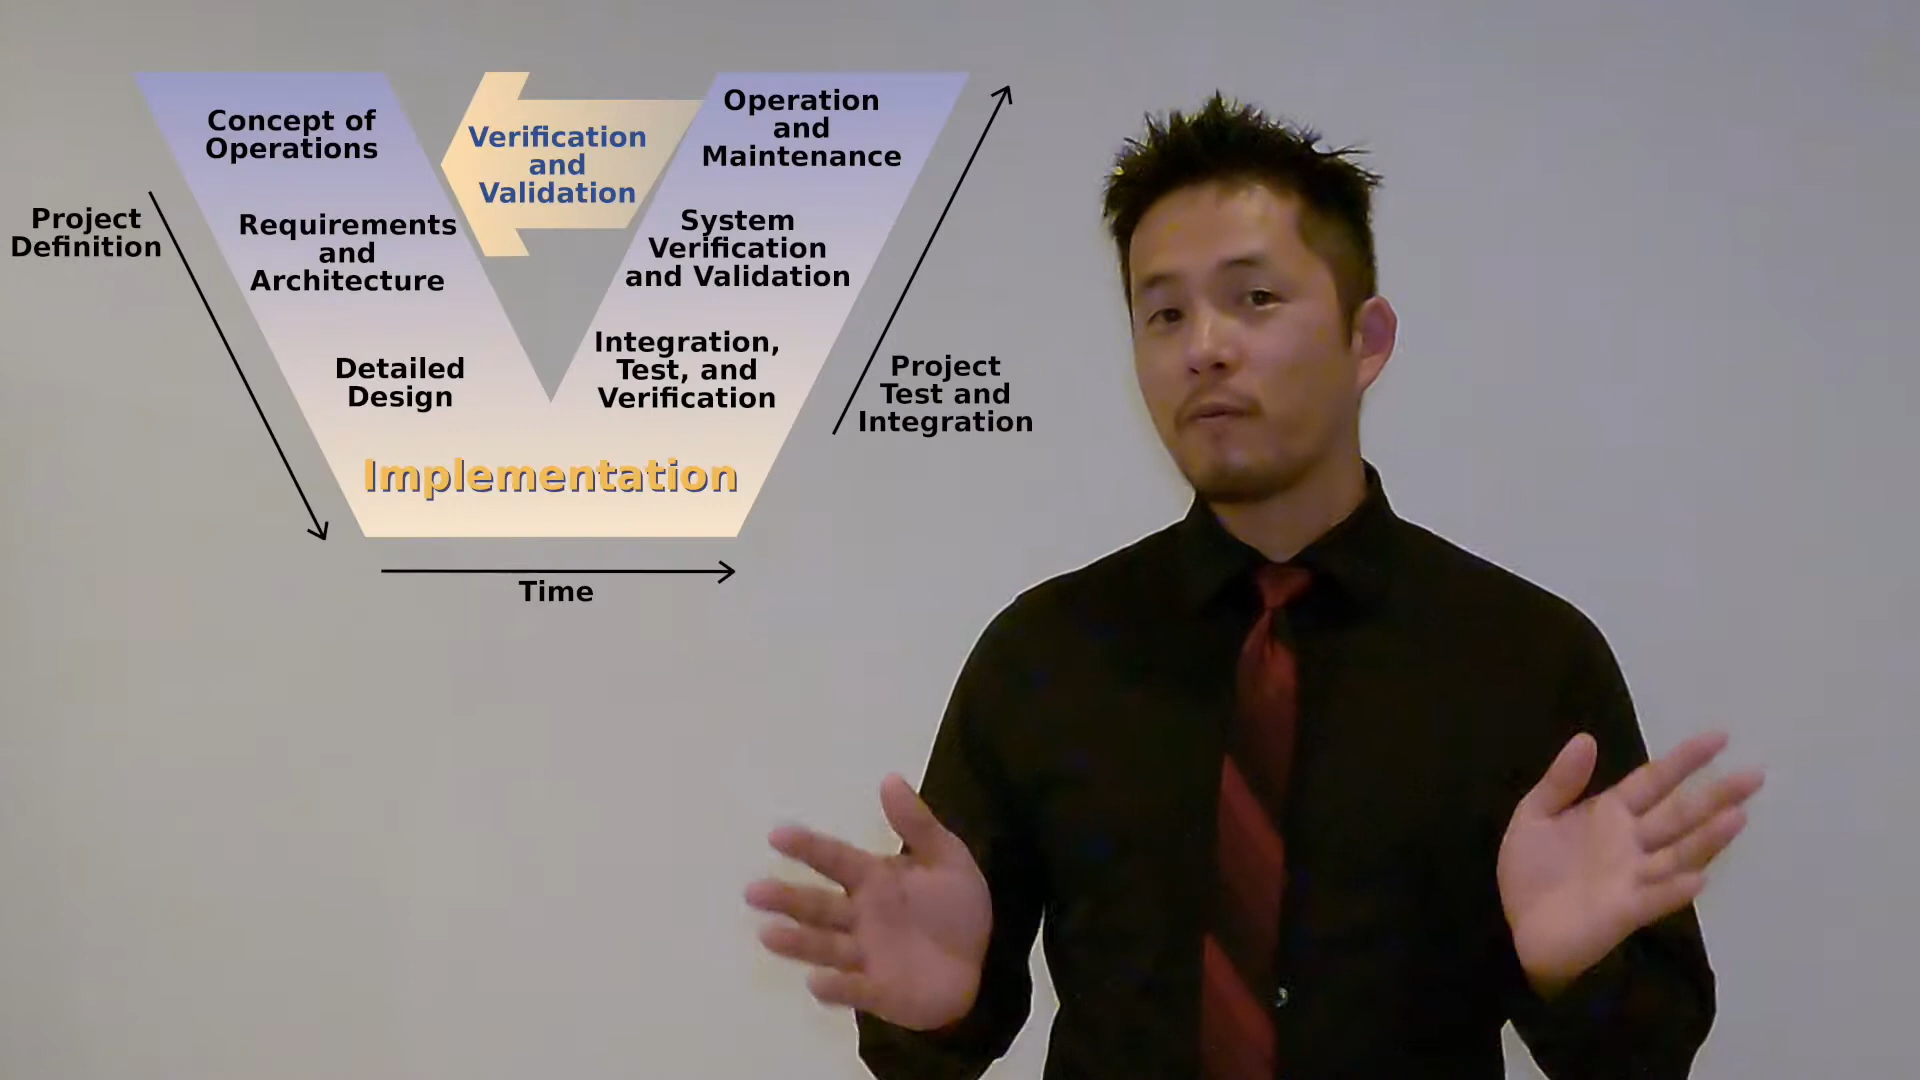 Concept of
Operations
Verification
and
Validation
Operation
and
Maintenance
Project
Definition
Requirements
and
Architecture
System
Verification
and Validation
Detailed
Design
Integration,
Test, and
Verification
Project
Test and
Integration
Implementation
Time